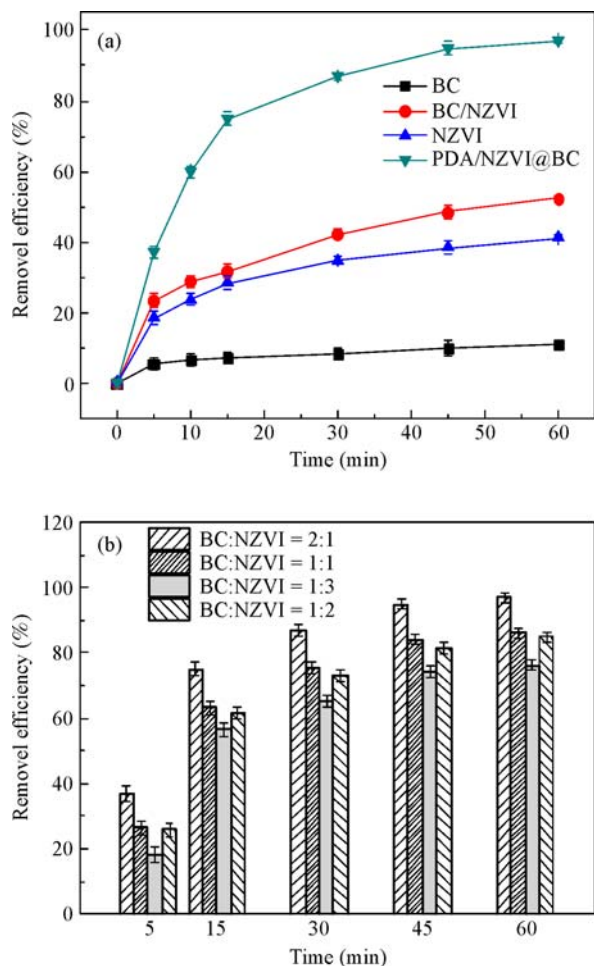 (a)
100
80
60
40
20
0
Removel efficiency (%)
BC
BC/NZVI
NZVI
PDA/NZVI@BC
0 10 20 30 40 50 60
Time (min)
(b)
120
100
80
60
40
20
0
Removel efficiency (%)
BC:NZVI = 2:1
BC:NZVI = 1:1
BC:NZVI = 1:3
BC:NZVI = 1:2
5 15 30 45 60
Time (min)